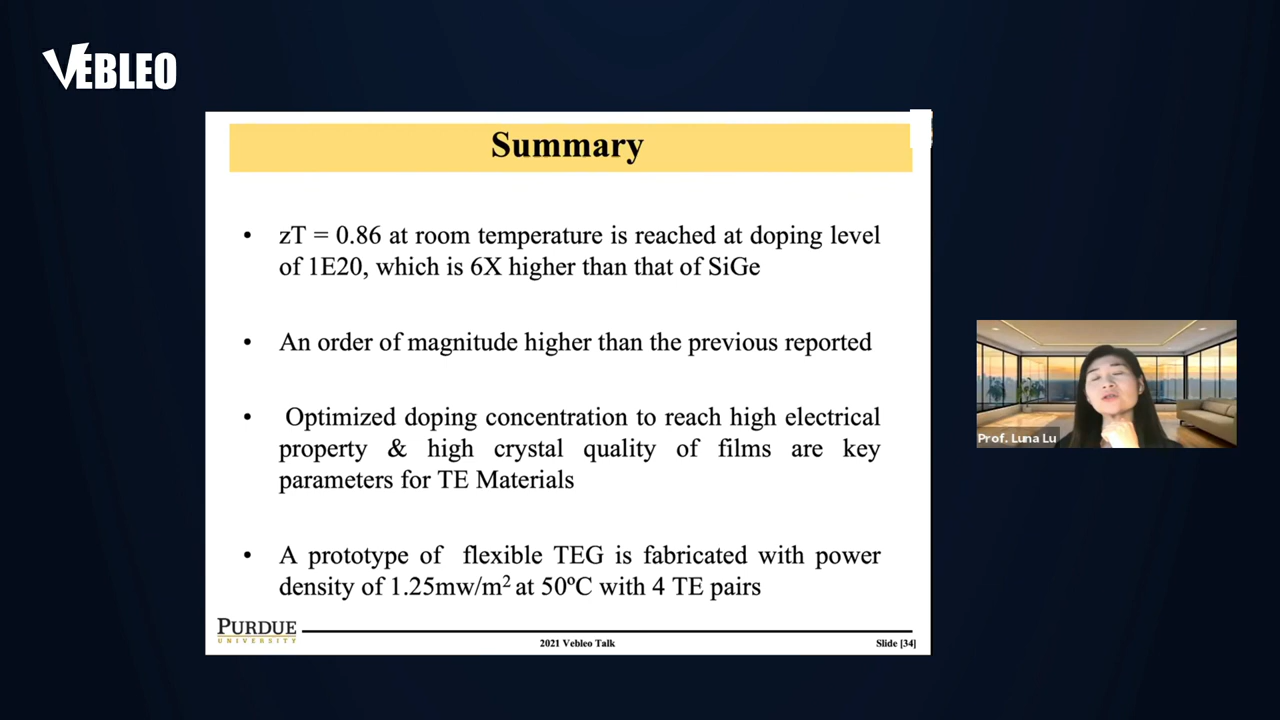 VEBLEO
Summary
• zT = 0.86 at room temperature is reached at doping level
of 1E20, which is 6X higher than that of SiGe
• An order of magnitude higher than the previous reported
• Optimized doping concentration to reach high electrical
property & high crystal quality of films are key
parameters for TE Materials
• A prototype of flexible TEG is fabricated with power
density of 1.25mw/m² at 50ºC with 4 TE pairs
Prof. Luna Lu
PURDUE
UNIVERSITY
2021 Vebleo Talk
Slide [34]